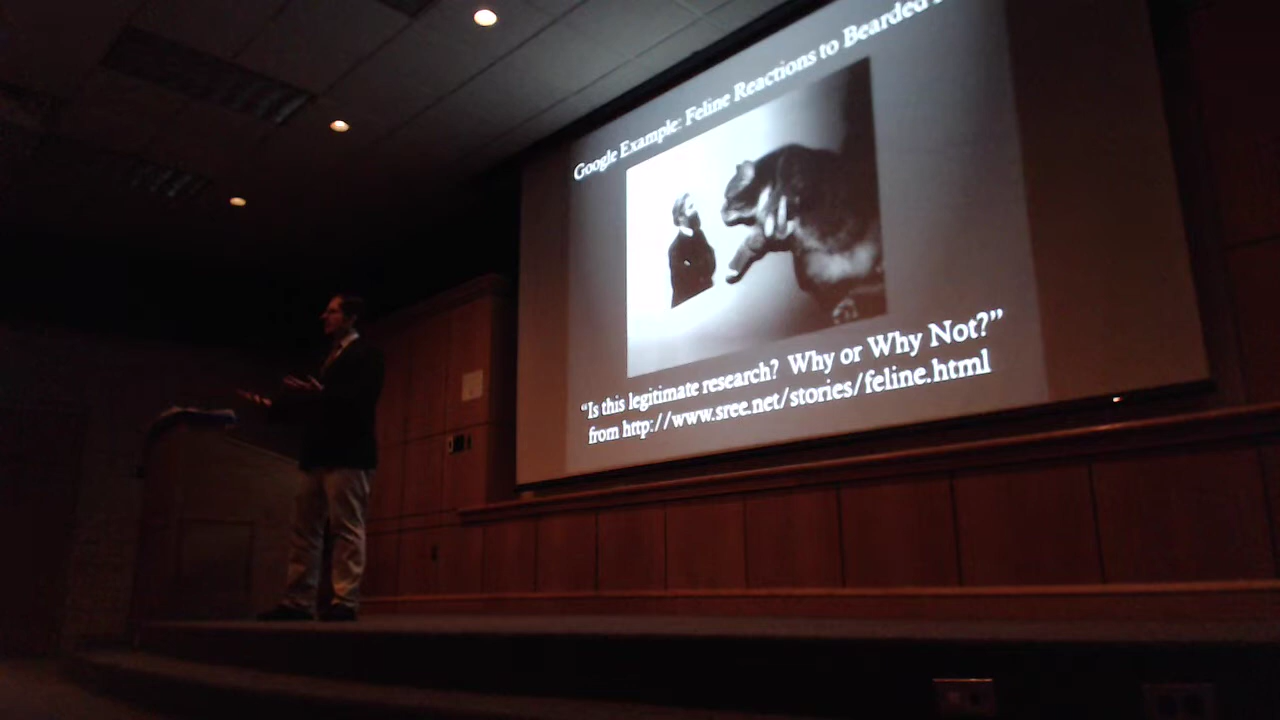 Google Example: Feline Reactions to Bearded
“Is this legitimate research? Why or Why Not?”
from http://www.sree.net/stories/feline.html